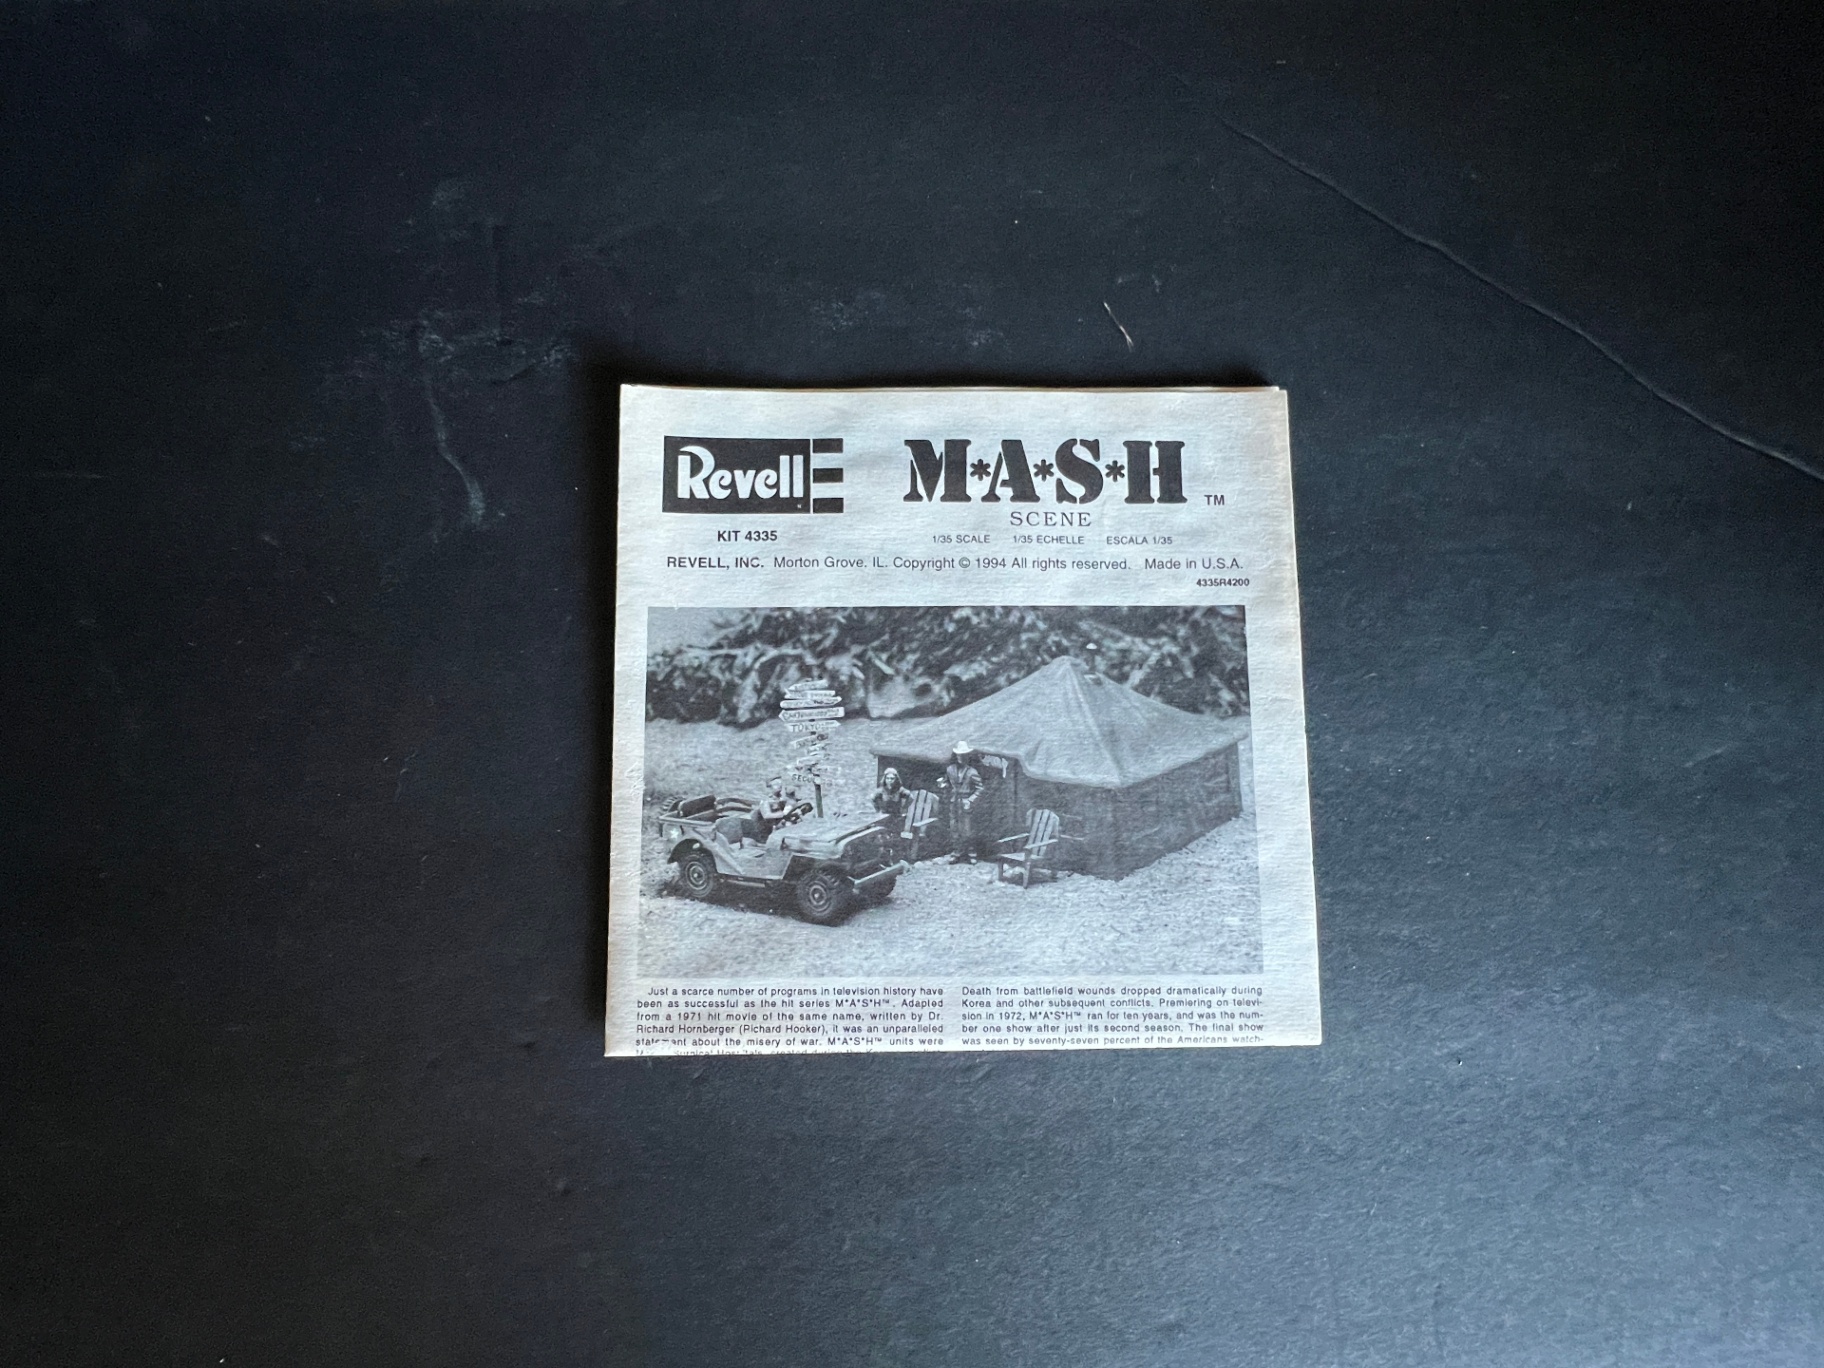 Revell
M*A*S*H TM
SCENE
KIT 4335
1/35 SCALE 1/35 ECHELLE ESCALA 1/35
REVELL, INC. Morton Grove, IL. Copyright © 1994 All rights reserved. Made in U.S.A.
4335R4200
TOKYO
Just a scarce number of programs in television history have
been as successful as the hit series M*A*S*H™. Adapted
from a 1971 hit movie of the same name, written by Dr.
Richard Hornberger (Richard Hooker), it was an unparalleled
statement about the misery of war. M*A*S*H™ units were
Surgical
Death from battlefield wounds dropped dramatically during
Korea and other subsequent conflicts. Premiering on televi-
sion in 1972, M*A*S*H™ ran for ten years, and was the num-
ber one show after just its second season. The final show
was seen by seventy-seven percent of the Americans watch-